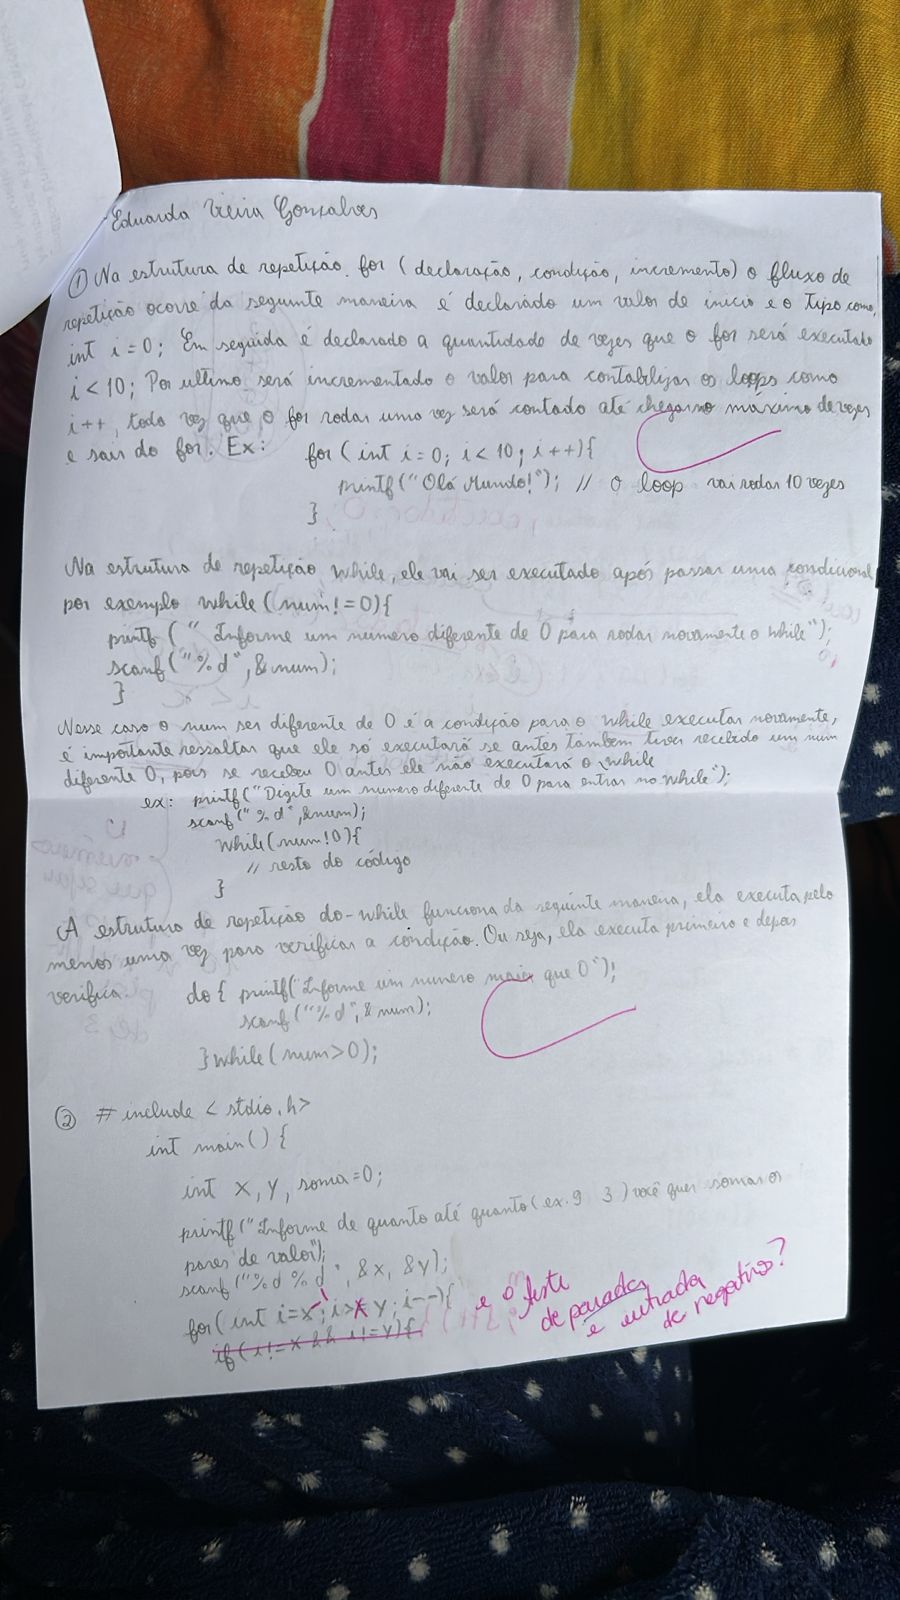 Eduarda Vieira Gonsalves
① Na estrutura de repetição for (declaração, condição, incremento) o fluxo de
repetição ocorre da seguinte maneira é declarado um valor de inicio e o tipo como,
int i = 0; Em seguida é declarado a quantidade de vezes que o for será executado
i < 10; Por ultimo será incrementado o valor para contabilizar os loops como
i++, toda vez que o for rodar uma vez será contado até chegar no máximo de vezes
e sair do for. Ex: for (int i = 0; i < 10; i++){
printf("Olá Mundo!"); // o loop vai rodar 10 vezes
}
Na estrutura de repetição while, ele vai ser executado após passar uma condicional
por exemplo while (num != 0){
printf (" Informe um numero diferente de 0 para rodar novamente o while");
scanf ("%d", &num);
}
Nesse caso o num ser diferente de 0 é a condição para o while executar novamente,
é importante ressaltar que ele só executará se antes também tiver recebido um num
diferente 0, pois se recebeu 0 antes ele não executará o while
ex: printf("Digite um numero diferente de 0 para entrar no while");
scanf("%d", &num);
while(num!0){
// resto do código
}
A estrutura de repetição do-while funciona da seguinte maneira, ela executa pelo
menos uma vez para verificar a condição. Ou seja, ela executa primeiro e depois
verifica. do { printf("Informe um numero maior que 0");
scanf("%d", &num);
} while (num>0);
② #include < stdio.h>
int main() {
int x, y, soma=0;
printf("Informe de quanto até quanto (ex. 9 3) você quer somar os
pares de valor");
scanf ("%d %d", &x, &y);
for (int i=x; i> y; i--){
if (i!=x && i!=y){
e o teste
de parada
e entrada
de negativo?